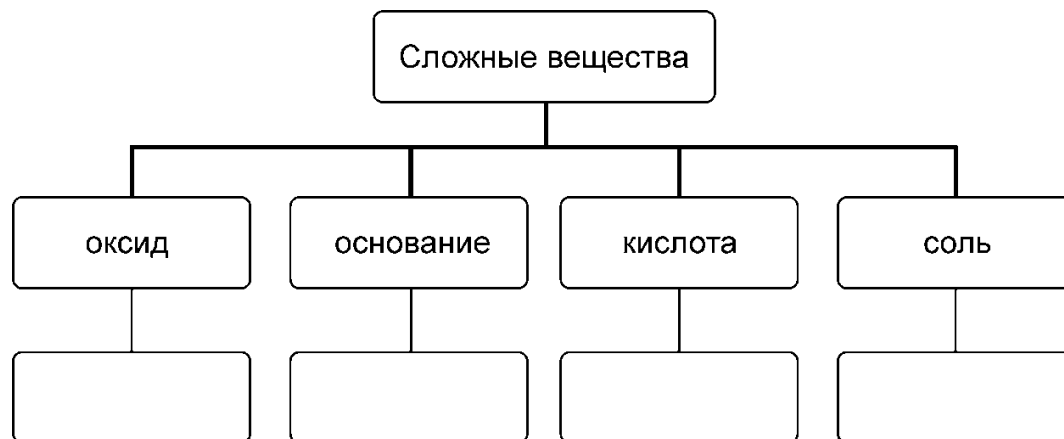 Сложные вещества
оксид
основание
кислота
соль